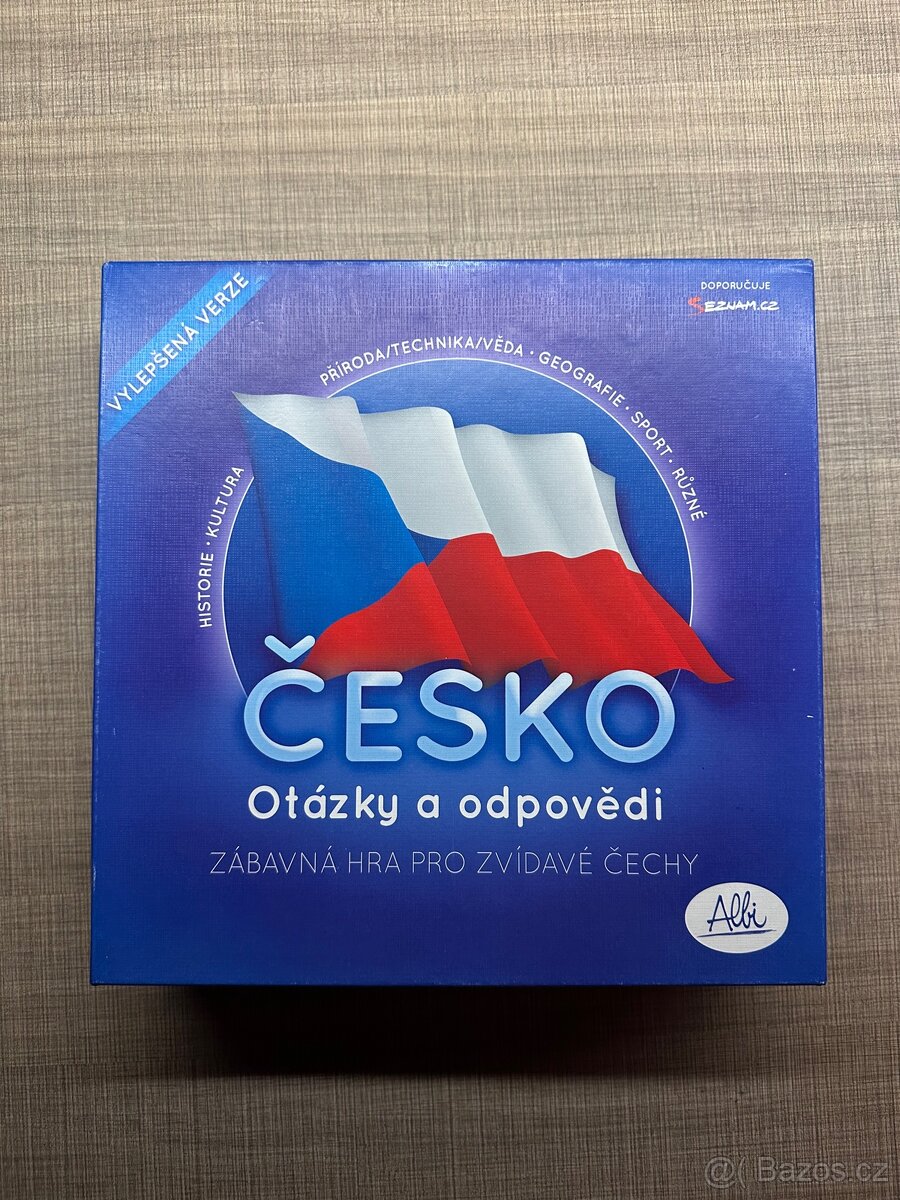 VYLEPŠENÁ VERZE
DOPORUČUJE
SEZNAM.CZ
HISTORIE · KULTURA
PŘÍRODA/TECHNIKA/VĚDA · GEOGRAFIE · SPORT · RŮZNÉ
ČESKO
Otázky a odpovědi
ZÁBAVNÁ HRA PRO ZVÍDAVÉ ČECHY
Albi
@( Bazos.cz